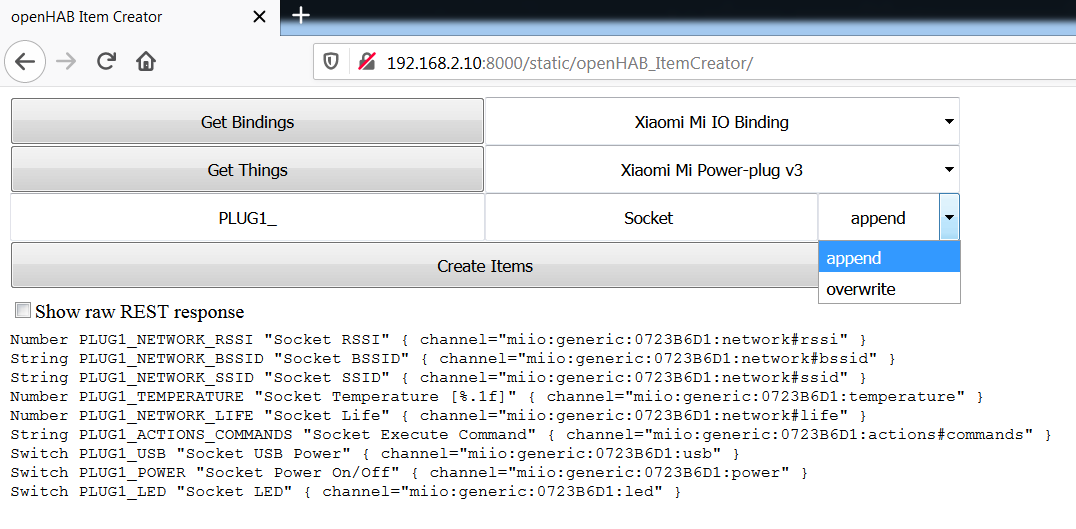 openHAB Item Creator
192.168.2.10:8000/static/openHAB_ItemCreator/
Get Bindings Xiaomi Mi IO Binding
Get Things Xiaomi Mi Power-plug v3
PLUG1_ Socket append
Create Items append
overwrite
Show raw REST response
Number PLUG1_NETWORK_RSSI "Socket RSSI" { channel="miio:generic:0723B6D1:network#rssi" }
String PLUG1_NETWORK_BSSID "Socket BSSID" { channel="miio:generic:0723B6D1:network#bssid" }
String PLUG1_NETWORK_SSID "Socket SSID" { channel="miio:generic:0723B6D1:network#ssid" }
Number PLUG1_TEMPERATURE "Socket Temperature [%.1f]" { channel="miio:generic:0723B6D1:temperature" }
Number PLUG1_NETWORK_LIFE "Socket Life" { channel="miio:generic:0723B6D1:network#life" }
String PLUG1_ACTIONS_COMMANDS "Socket Execute Command" { channel="miio:generic:0723B6D1:actions#commands" }
Switch PLUG1_USB "Socket USB Power" { channel="miio:generic:0723B6D1:usb" }
Switch PLUG1_POWER "Socket Power On/Off" { channel="miio:generic:0723B6D1:power" }
Switch PLUG1_LED "Socket LED" { channel="miio:generic:0723B6D1:led" }